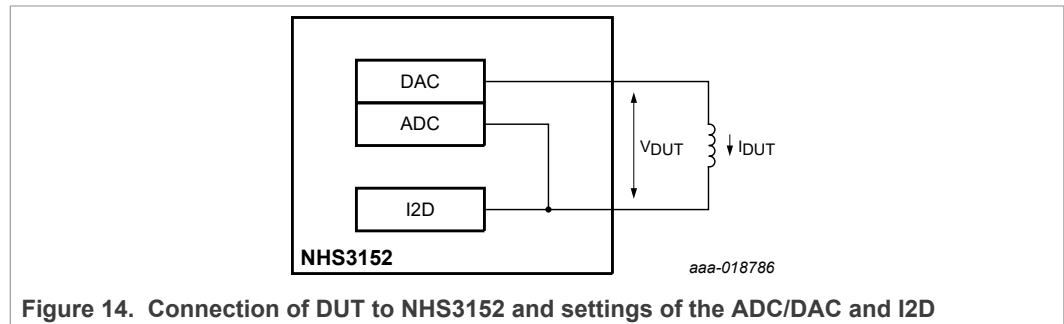 DAC
ADC
VDUT
IDUT
I2D
NHS3152
aaa-018786
Figure 14. Connection of DUT to NHS3152 and settings of the ADC/DAC and I2D